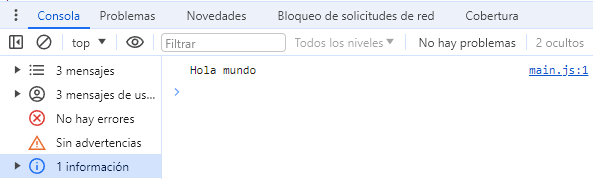 Consola Problemas Novedades Bloqueo de solicitudes de red Cobertura
top Filtrar Todos los niveles No hay problemas 2 ocultos
3 mensajes
3 mensajes de us...
No hay errores
Sin advertencias
1 información
Hola mundo main.js:1